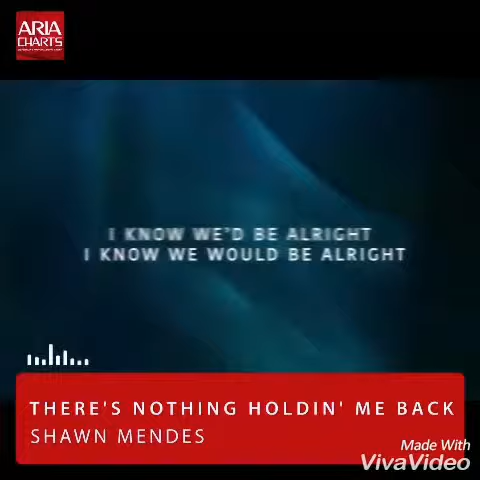 ARIA
CHARTS
I KNOW WE'D BE ALRIGHT
I KNOW WE WOULD BE ALRIGHT
THERE'S NOTHING HOLDIN' ME BACK
SHAWN MENDES
Made With
VivaVideo